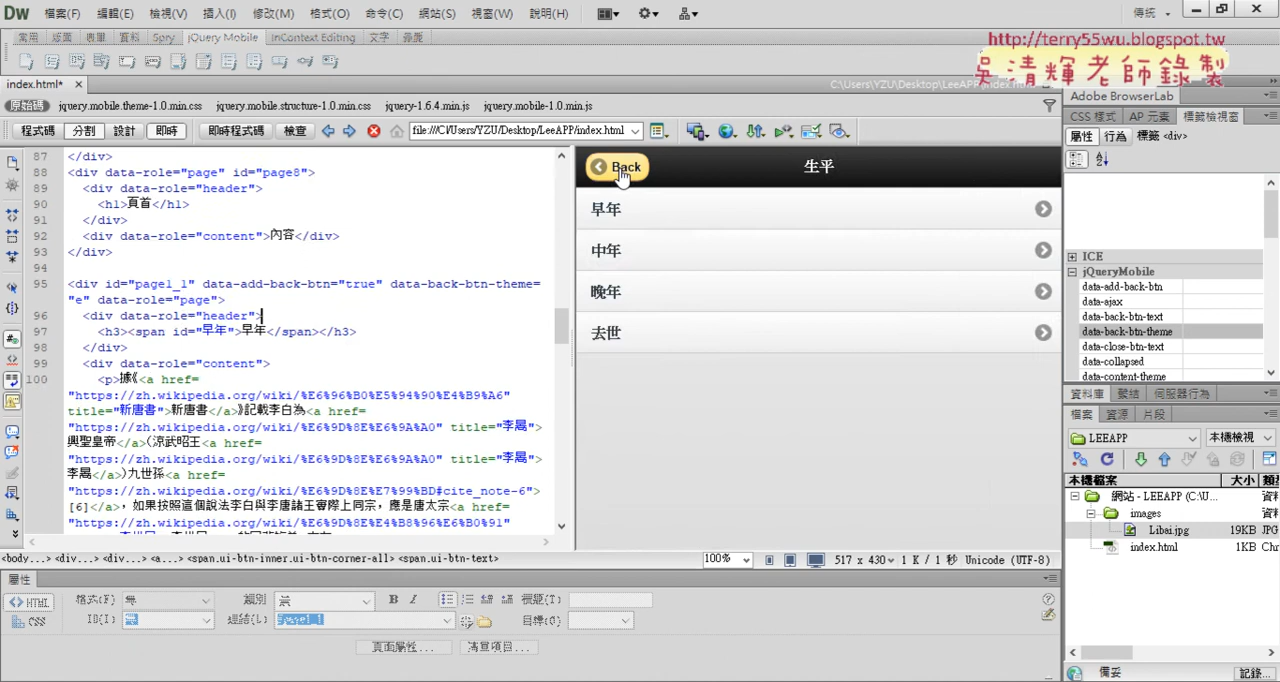 Dw 檔案(F) 編輯(E) 檢視(V) 插入(I) 修改(M) 格式(O) 命令(C) 網站(S) 視窗(W) 說明(H) 傳統
常用 版面 表單 資料 Spry jQuery Mobile InContext Editing 文字
http://terry55wu.blogspot.tw
吳清輝老師錄製
index.html* C:\Users\YZU\Desktop\LeeAPP\index.html
原始碼 jquery.mobile.theme-1.0.min.css jquery.mobile.structure-1.0.min.css jquery-1.6.4.min.js jquery.mobile-1.0.min.js
程式碼 分割 設計 即時 即時程式碼 檢查 file:///C|/Users/YZU/Desktop/LeeAPP/index.html
87 </div>
88 <div data-role="page" id="page8">
89 <div data-role="header">
90 <h1>頁首</h1>
91 </div>
92 <div data-role="content">內容</div>
93 </div>
94
95 <div id="page1_1" data-add-back-btn="true" data-back-btn-theme=
"e" data-role="page">
96 <div data-role="header">
97 <h3><span id="早年">早年</span></h3>
98 </div>
99 <div data-role="content">
100 <p>據《<a href=
"https://zh.wikipedia.org/wiki/%E6%96%B0%E5%94%90%E4%B9%A6"
title="新唐書">新唐書</a>》記載李白為<a href=
"https://zh.wikipedia.org/wiki/%E6%9D%8E%E6%9A%A0" title="李暠">
興聖皇帝</a>（涼武昭王<a href=
"https://zh.wikipedia.org/wiki/%E6%9D%8E%E6%9A%A0" title="李暠">
李暠</a>）九世孫<a href=
"https://zh.wikipedia.org/wiki/%E6%9D%8E%E7%99%BD#cite_note-6">
[6]</a>，如果按照這個說法李白與李唐諸王實際上同宗，應是唐太宗<a href=
"https://zh.wikipedia.org/wiki/%E6%9D%8E%E4%B8%96%E6%B0%91"
Back 生平
早年
中年
晚年
去世
Adobe BrowserLab
CSS 樣式 AP 元素 標籤檢視窗
屬性 行為 標籤 <div>
ICE
jQueryMobile
data-add-back-btn
data-ajax
data-back-btn-text
data-back-btn-theme
data-close-btn-text
data-collapsed
data-content-theme
資料庫 繫結 伺服器行為
檔案 資源 片段
LEEAPP 本機檢視
本機檔案 大小
網站 - LEEAPP (C:\U...
images
Libai.jpg 19KB JPG
index.html 1KB Chr
備妥 記錄...
<body...> <div...> <div...> <a...> <span.ui-btn-inner.ui-btn-corner-all> <span.ui-btn-text> 100% 517 x 430 1 K / 1 秒 Unicode (UTF-8)
屬性
HTML 格式(F) 無 類別 無 B I 標題(T)
CSS ID(I) 無 連結(L) #page1_1 目標(G)
頁面屬性... 清單項目...